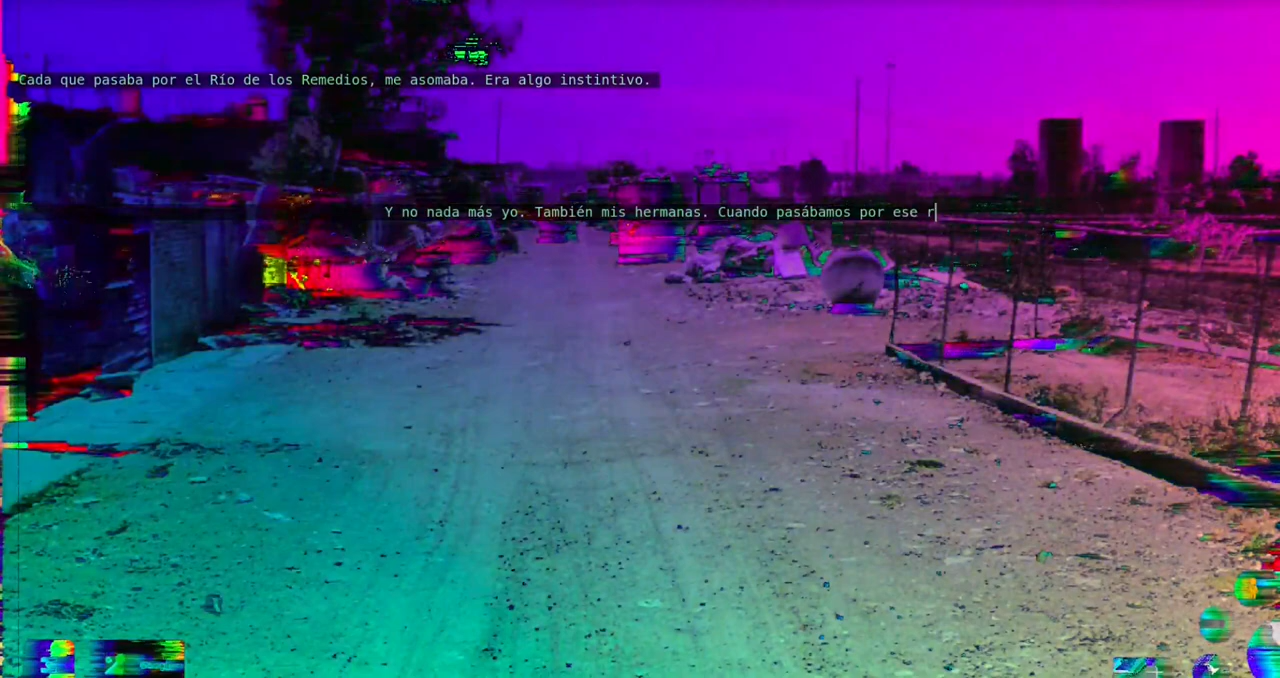 Cada que pasaba por el Río de los Remedios, me asomaba. Era algo instintivo.
Y no nada más yo. También mis hermanas. Cuando pasábamos por ese r